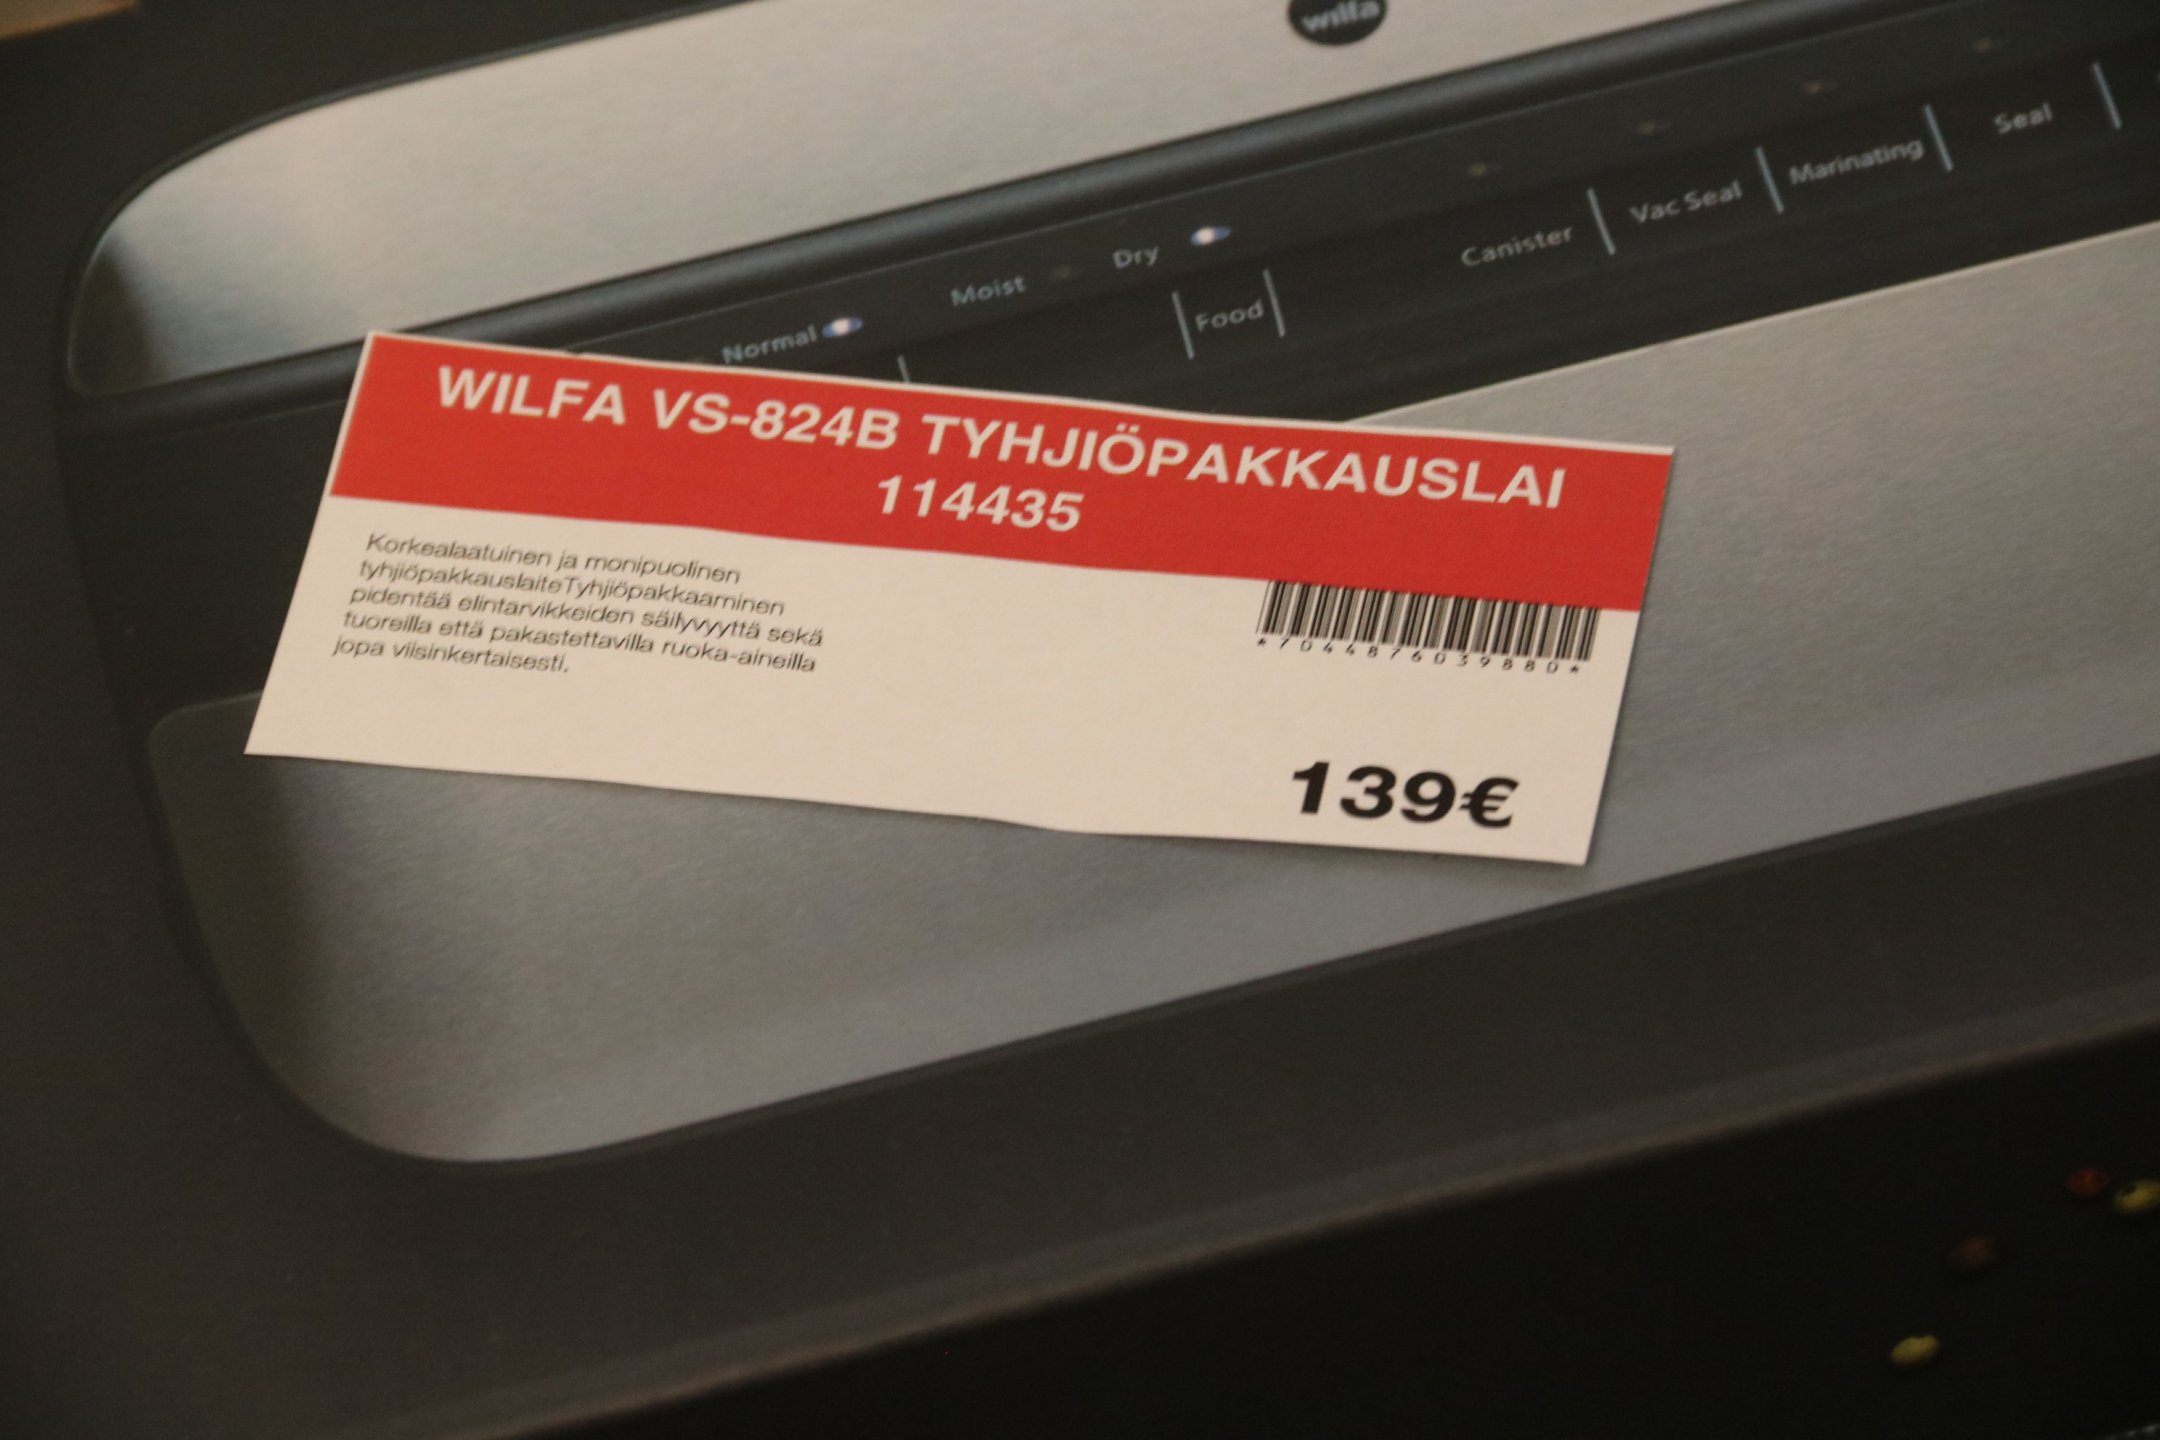 wilfa
Seal
Marinating
Vac Seal
Canister
Dry
Food
Moist
Normal
WILFA VS-824B TYHJIÖPAKKAUSLAI
114435
Korkealaatuinen ja monipuolinen
tyhjiöpakkauslaiteTyhjiöpakkaaminen
pidentää elintarvikkeiden säilyvyyttä sekä
tuoreilla että pakastettavilla ruoka-aineilla
jopa viisinkertaisesti.
*7044876039880*
139€